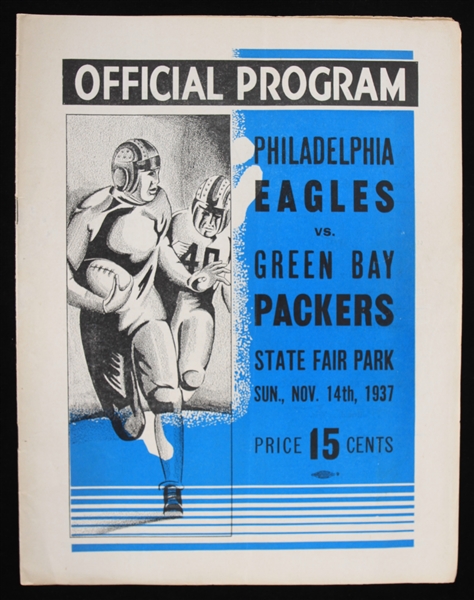 OFFICIAL PROGRAM
PHILADELPHIA
EAGLES
vs.
GREEN BAY
PACKERS
STATE FAIR PARK
SUN., NOV. 14th, 1937
PRICE 15 CENTS
40